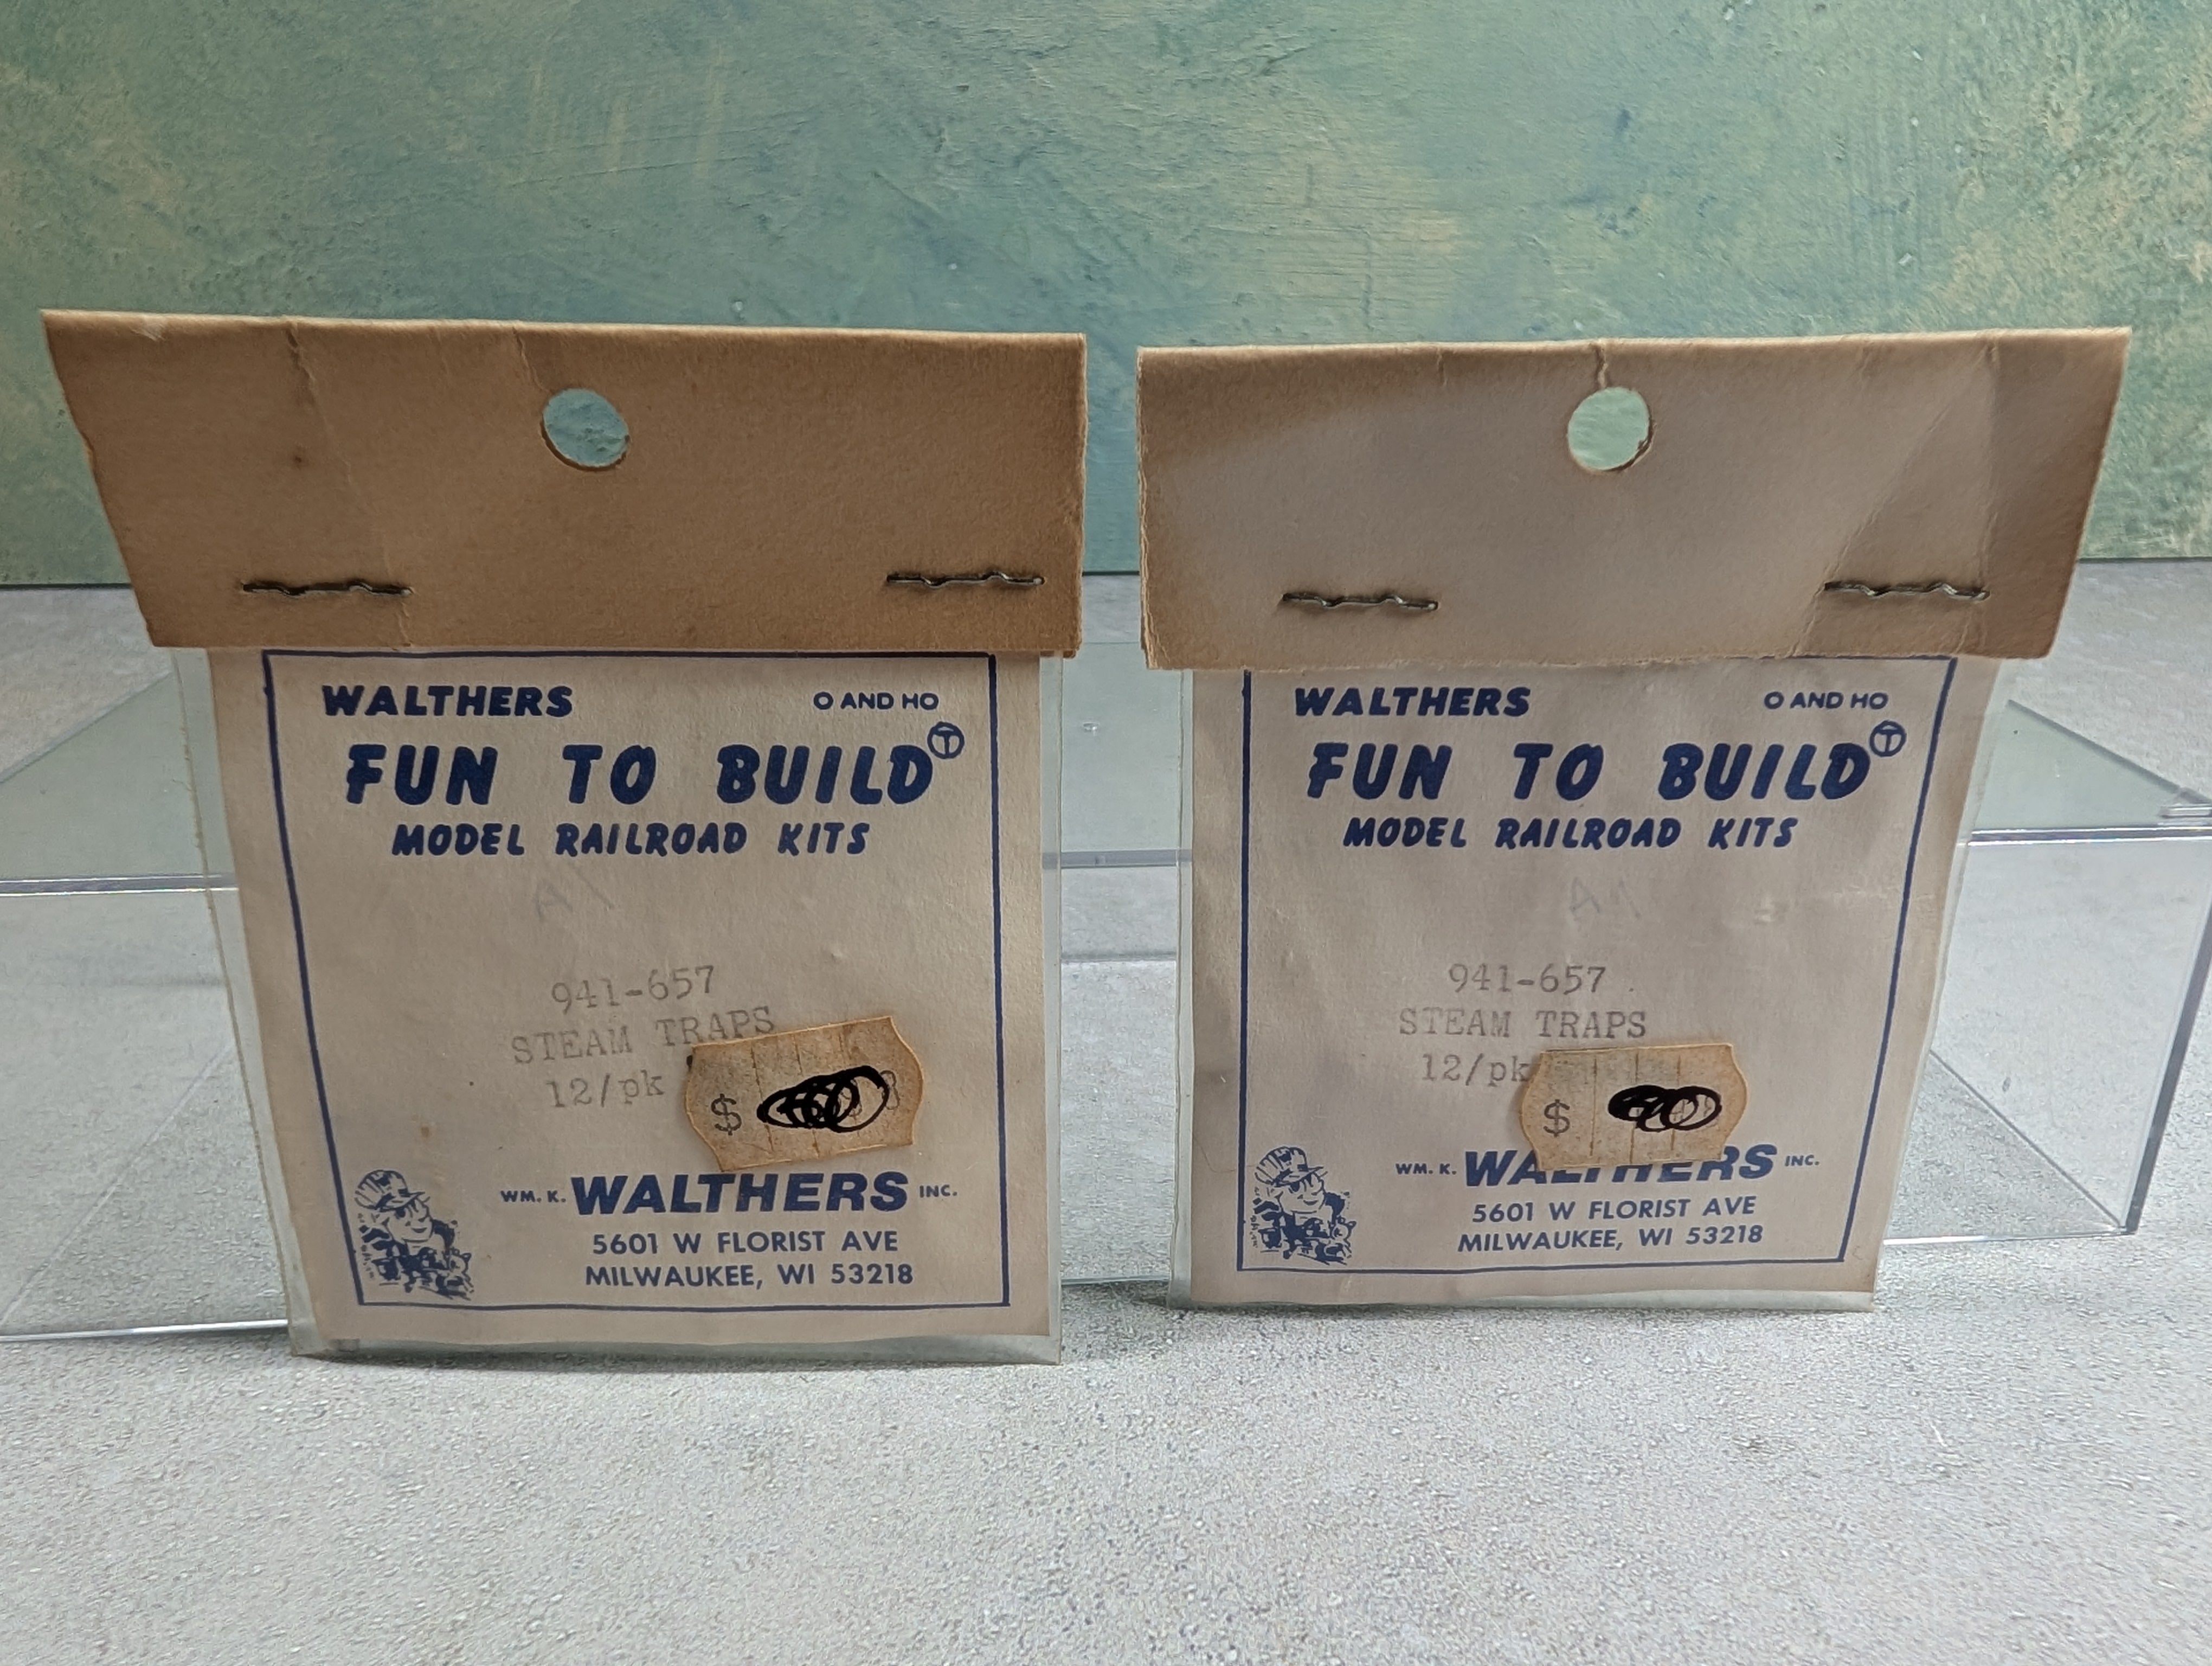 WALTHERS O AND HO
FUN TO BUILD Ⓣ
MODEL RAILROAD KITS
941-657
STEAM TRAPS
12/pk
$
WM. K. WALTHERS INC.
5601 W FLORIST AVE
MILWAUKEE, WI 53218
WALTHERS O AND HO
FUN TO BUILD Ⓣ
MODEL RAILROAD KITS
941-657
STEAM TRAPS
12/pk
$
WM. K. WALTHERS INC.
5601 W FLORIST AVE
MILWAUKEE, WI 53218